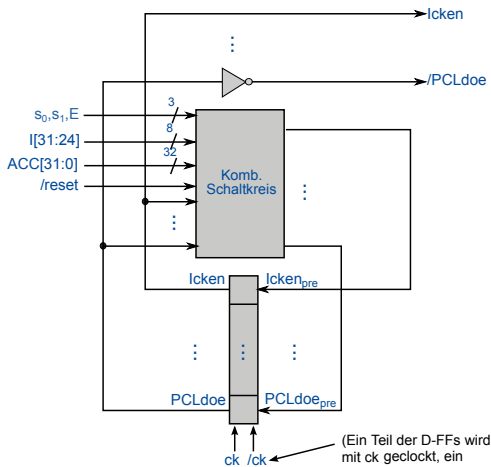 Icken
/PCLdoe
s₀,s₁,E
3
I[31:24]
8
ACC[31:0]
32
/reset
Komb.
Schaltkreis
Icken
Ickenpre
PCLdoe
PCLdoepre
ck
/ck
(Ein Teil der D-FFs wird
mit ck geclockt, ein